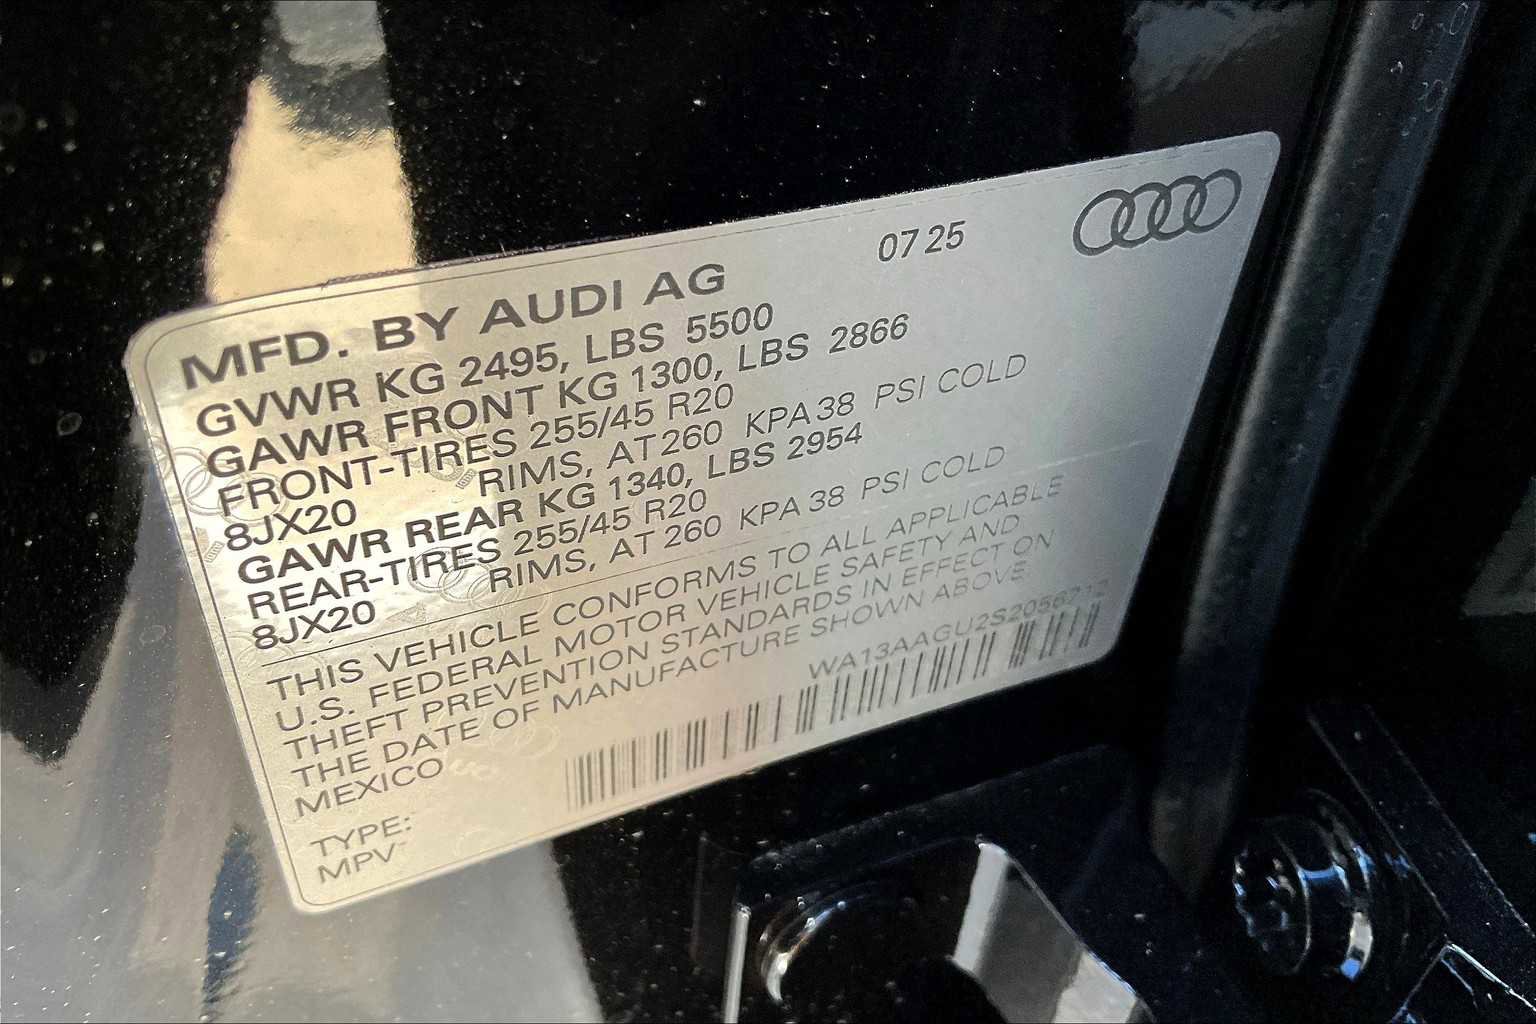 07 25
MFD. BY AUDI AG
GVWR KG 2495, LBS 5500
GAWR FRONT KG 1300, LBS 2866
FRONT-TIRES 255/45 R20
8JX20 RIMS, AT 260 KPA 38 PSI COLD
GAWR REAR KG 1340, LBS 2954
REAR-TIRES 255/45 R20
8JX20 RIMS, AT 260 KPA 38 PSI COLD
THIS VEHICLE CONFORMS TO ALL APPLICABLE
U.S. FEDERAL MOTOR VEHICLE SAFETY AND
THEFT PREVENTION STANDARDS IN EFFECT ON
THE DATE OF MANUFACTURE SHOWN ABOVE.
MEXICO
WA13AAGU2S2056712
TYPE:
MPV